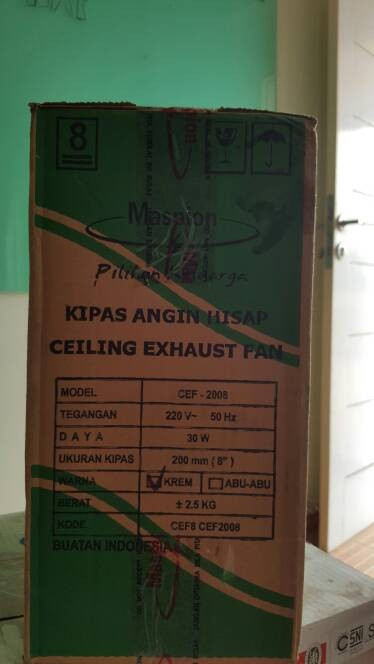 8
Maspion
Pilihan Keluarga
KIPAS ANGIN HISAP
CEILING EXHAUST FAN
MODEL CEF - 2008
TEGANGAN 220 V~ 50 Hz
D A Y A 30 W
UKURAN KIPAS 200 mm ( 8" )
WARNA KREM ABU-ABU
BERAT ± 2.5 KG
KODE CEF8 CEF2008
BUATAN INDONESIA
SNI